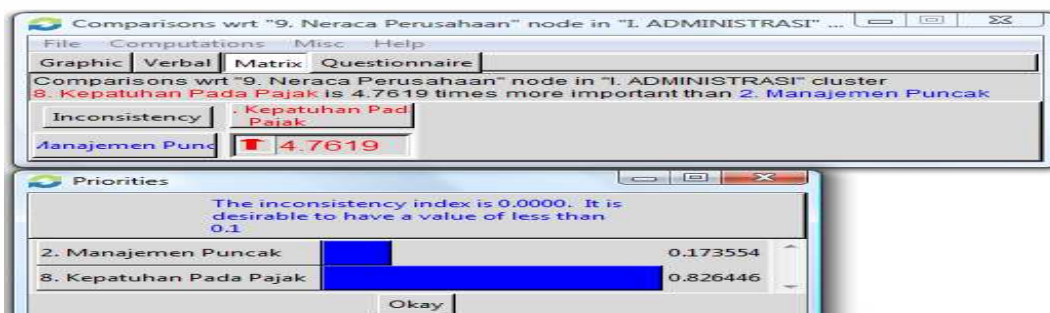 Comparisons wrt "9. Neraca Perusahaan" node in "I. ADMINISTRASI" ...
File Computations Misc Help
Graphic Verbal Matrix Questionnaire
Comparisons wrt "9. Neraca Perusahaan" node in "I. ADMINISTRASI" cluster
8. Kepatuhan Pada Pajak is 4.7619 times more important than 2. Manajemen Puncak
Inconsistency . Kepatuhan Pad
Pajak
Manajemen Punc 4.7619
Priorities
The inconsistency index is 0.0000. It is
desirable to have a value of less than
0.1
2. Manajemen Puncak 0.173554
8. Kepatuhan Pada Pajak 0.826446
Okay